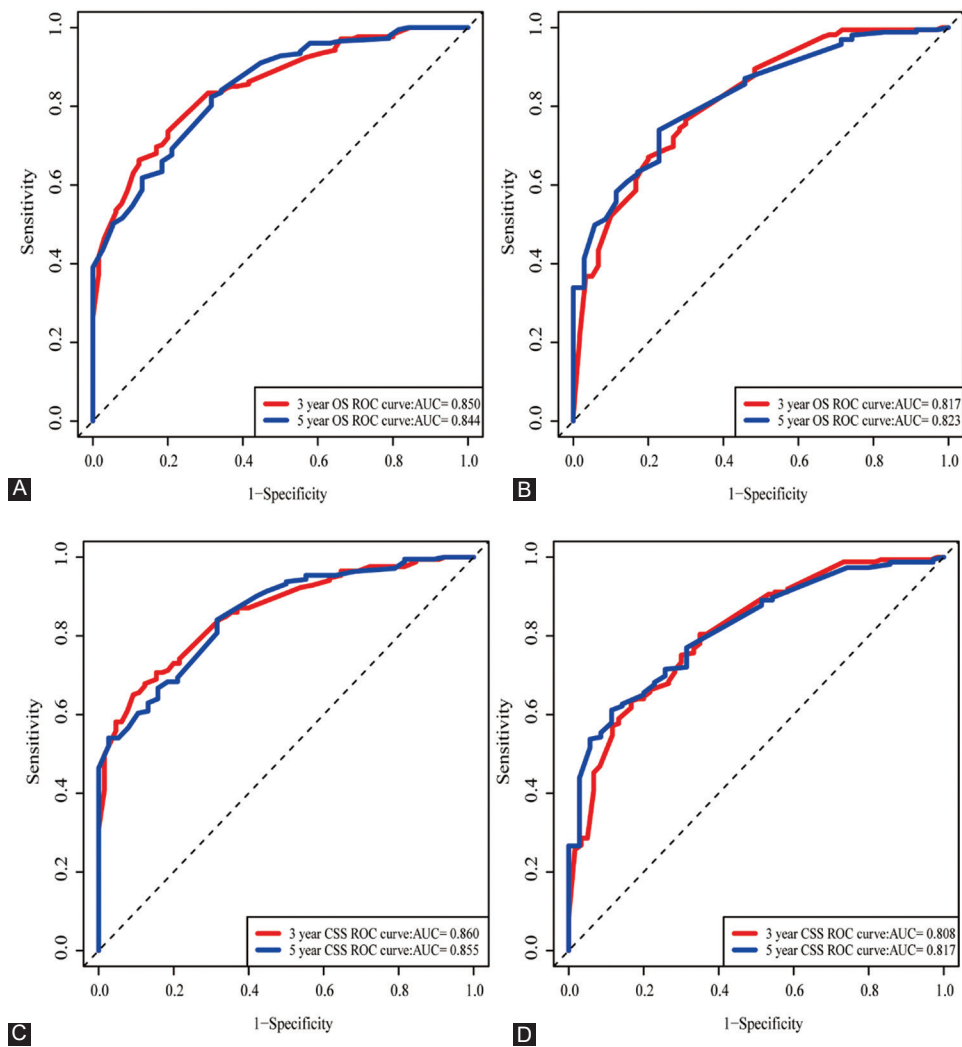 1.0
0.8
0.6
0.4
0.2
0.0
Sensitivity
3 year OS ROC curve:AUC= 0.850
5 year OS ROC curve:AUC= 0.844
0.0 0.2 0.4 0.6 0.8 1.0
1−Specificity
A
1.0
0.8
0.6
0.4
0.2
0.0
Sensitivity
3 year OS ROC curve:AUC= 0.817
5 year OS ROC curve:AUC= 0.823
0.0 0.2 0.4 0.6 0.8 1.0
1−Specificity
B
1.0
0.8
0.6
0.4
0.2
0.0
Sensitivity
3 year CSS ROC curve:AUC= 0.860
5 year CSS ROC curve:AUC= 0.855
0.0 0.2 0.4 0.6 0.8 1.0
1−Specificity
C
1.0
0.8
0.6
0.4
0.2
0.0
Sensitivity
3 year CSS ROC curve:AUC= 0.808
5 year CSS ROC curve:AUC= 0.817
0.0 0.2 0.4 0.6 0.8 1.0
1−Specificity
D